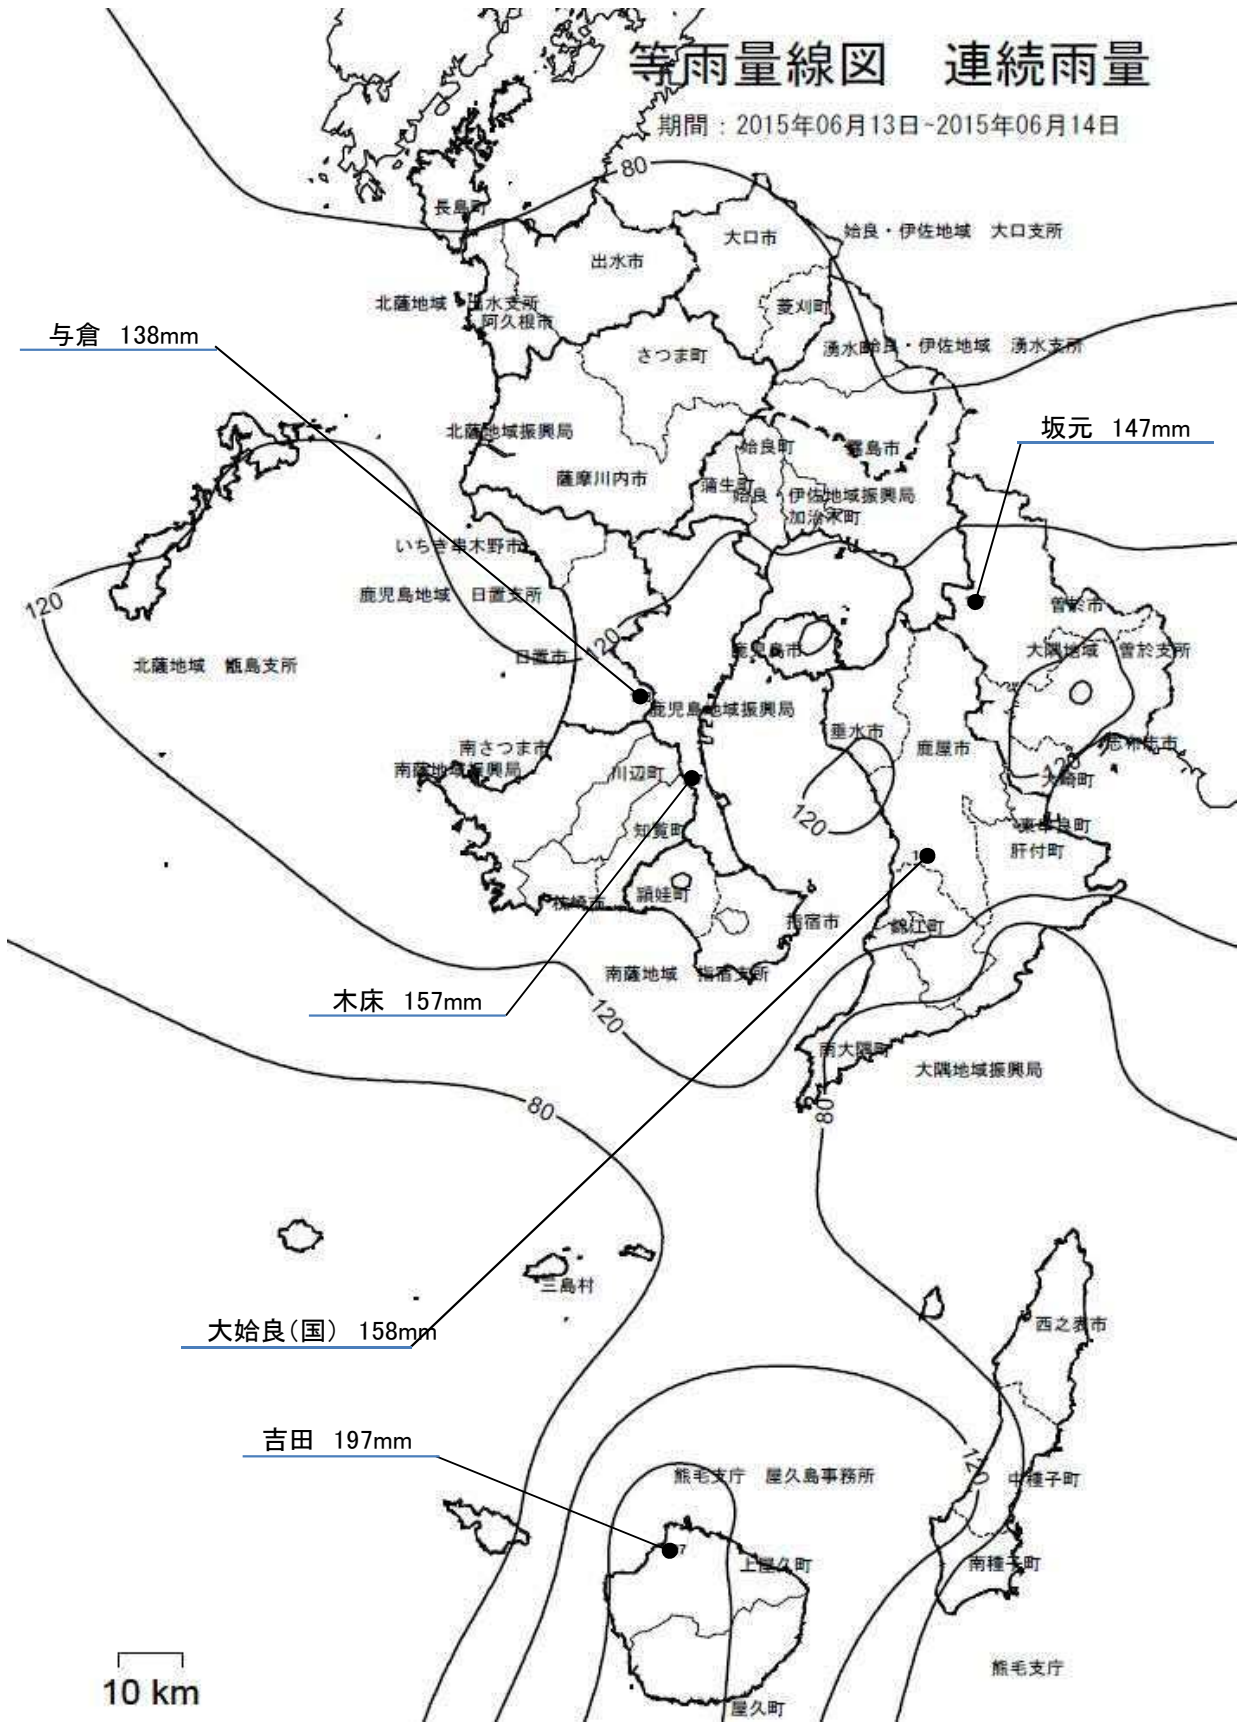 等雨量線図　連続雨量
期間：2015年06月13日~2015年06月14日
80
長島町
大口市
姶良・伊佐地域　大口支所
出水市
北薩地域　出水支所
阿久根市
菱刈町
与倉　138mm
さつま町
湧水町
姶良・伊佐地域　湧水支所
坂元　147mm
北薩地域振興局
姶良町
霧島市
薩摩川内市
蒲生町
姶良・伊佐地域振興局
加治木町
いちき串木野市
鹿児島地域　日置支所
120
曽於市
120
日置市
鹿児島市
大隅地域　曽於支所
北薩地域　甑島支所
鹿児島地域振興局
垂水市
鹿屋市
志布志市
南さつま市
南薩地域振興局
川辺町
120
大崎町
120
知覧町
東串良町
肝付町
枕崎市
頴娃町
指宿市
錦江町
南薩地域　指宿支所
木床　157mm
120
南大隅町
大隅地域振興局
80
80
三島村
大姶良（国）　158mm
西之表市
吉田　197mm
120
熊毛支庁　屋久島事務所
中種子町
上屋久町
南種子町
熊毛支庁
10 km
屋久町